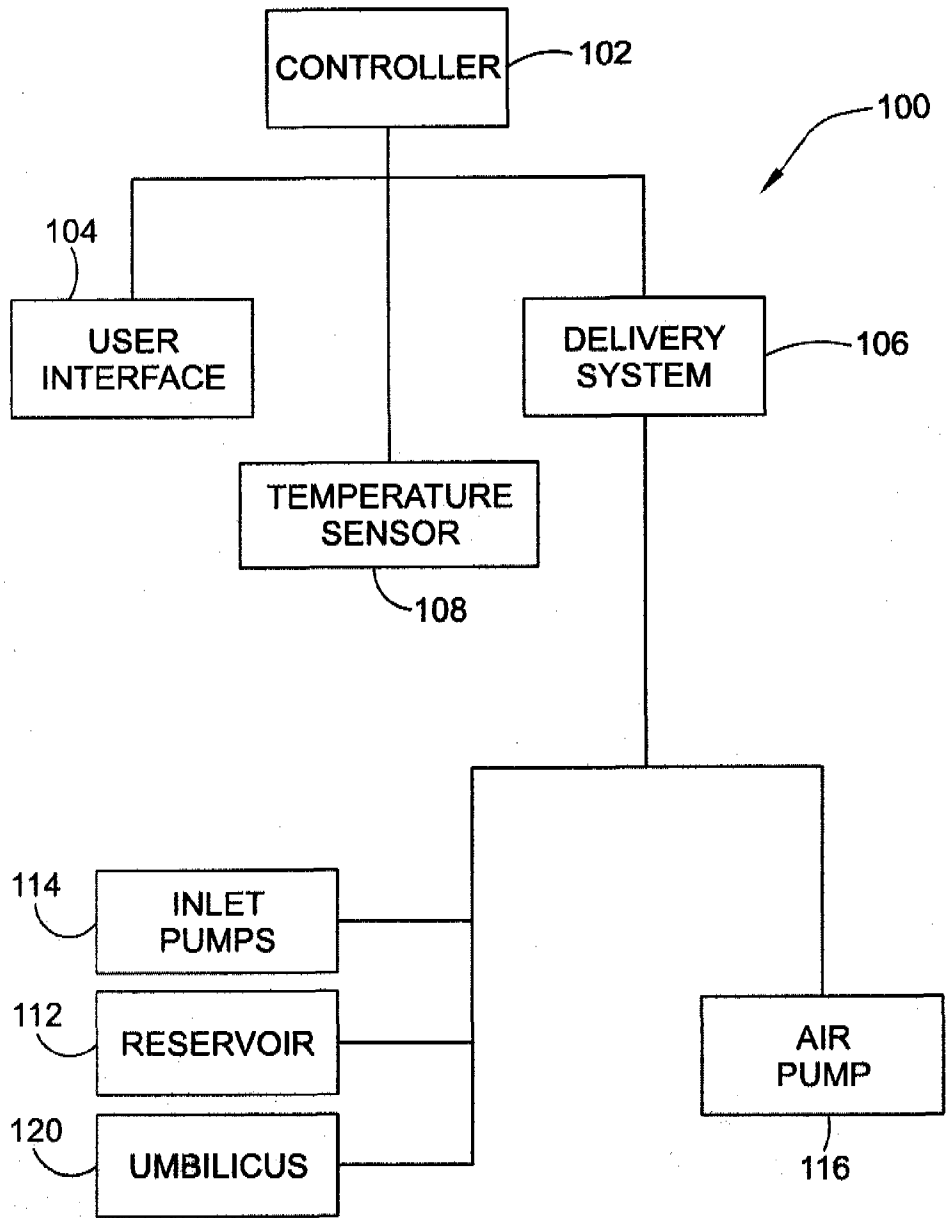 CONTROLLER
102
100
104
USER
INTERFACE
DELIVERY
SYSTEM
106
TEMPERATURE
SENSOR
108
114
INLET
PUMPS
112
RESERVOIR
120
UMBILICUS
AIR
PUMP
116